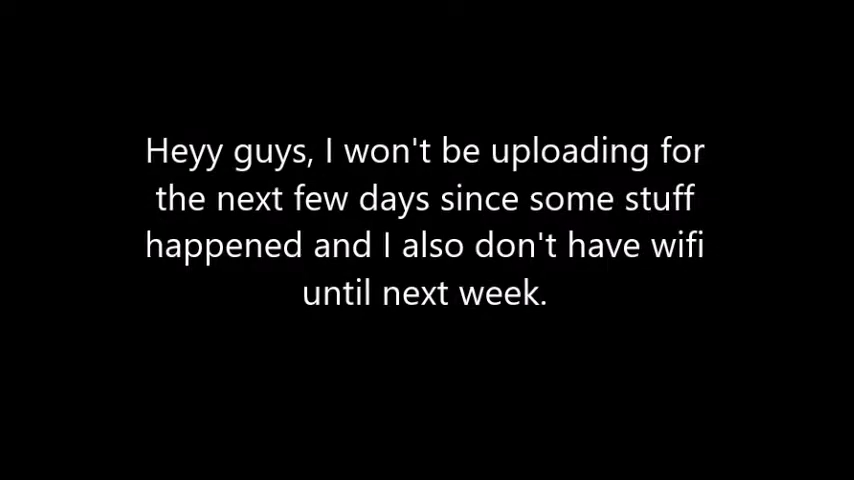 Heyy guys, I won't be uploading for
the next few days since some stuff
happened and I also don't have wifi
until next week.